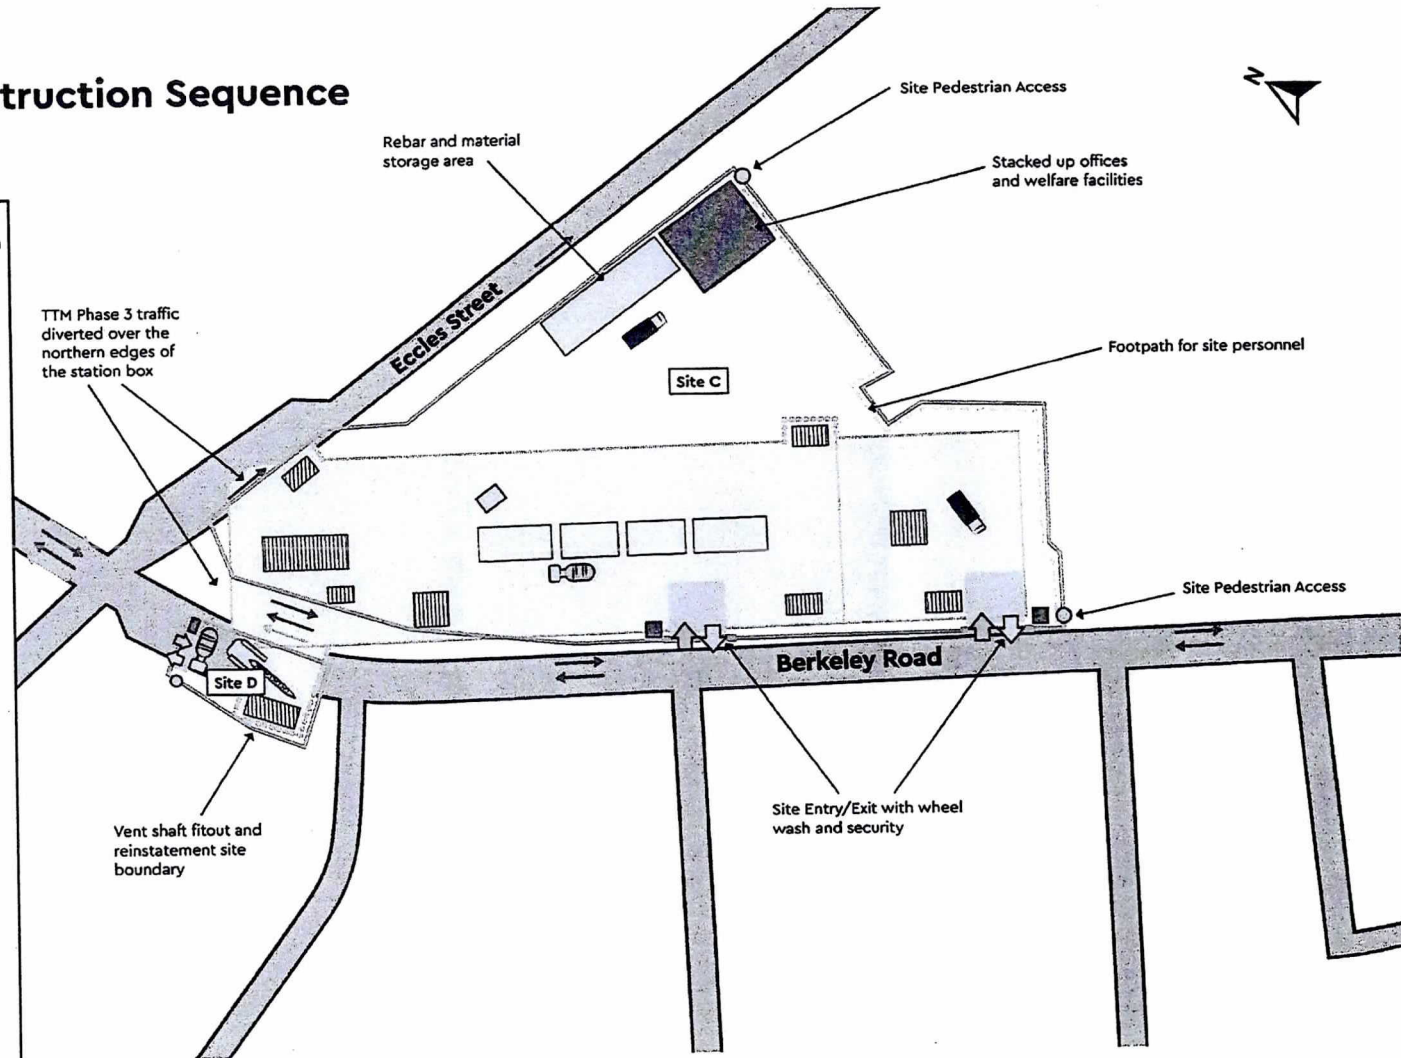 truction Sequence
N
Site Pedestrian Access
Rebar and material
storage area
Stacked up offices
and welfare facilities
TTM Phase 3 traffic
diverted over the
northern edges of
the station box
Eccles Street
Footpath for site personnel
Site C
Site Pedestrian Access
Berkeley Road
Site D
Site Entry/Exit with wheel
wash and security
Vent shaft fitout and
reinstatement site
boundary